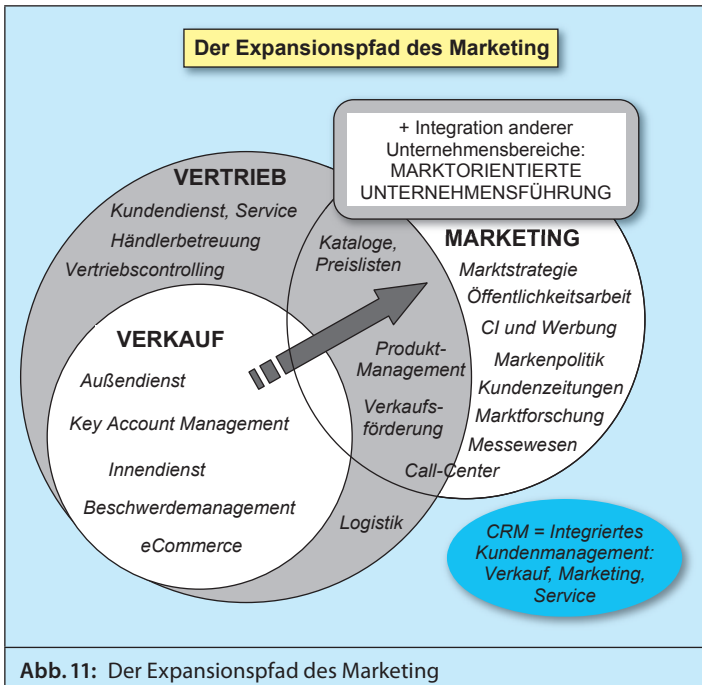 Der Expansionspfad des Marketing
+ Integration anderer
Unternehmensbereiche:
MARKTORIENTIERTE
UNTERNEHMENSFÜHRUNG
VERTRIEB
Kundendienst, Service
Händlerbetreuung
Vertriebscontrolling
Kataloge,
Preislisten
MARKETING
Marktstrategie
Öffentlichkeitsarbeit
CI und Werbung
Markenpolitik
Kundenzeitungen
Marktforschung
Messewesen
VERKAUF
Außendienst
Key Account Management
Innendienst
Beschwerdemanagement
eCommerce
Produkt-
Management
Verkaufs-
förderung
Call-Center
Logistik
CRM = Integriertes
Kundenmanagement:
Verkauf, Marketing,
Service
Abb. 11: Der Expansionspfad des Marketing